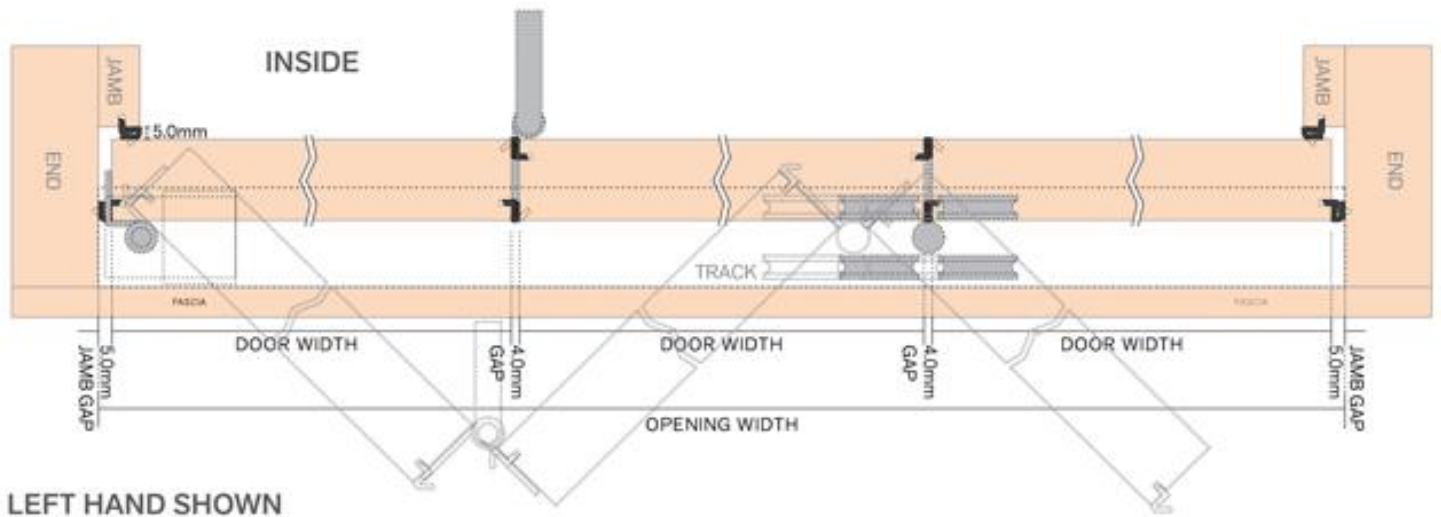 INSIDE
JAMB
JAMB
5.0mm
END
END
TRACK
FASCIA
FASCIA
DOOR WIDTH
DOOR WIDTH
DOOR WIDTH
5.0mm
JAMB GAP
4.0mm
GAP
4.0mm
GAP
5.0mm
JAMB GAP
OPENING WIDTH
LEFT HAND SHOWN